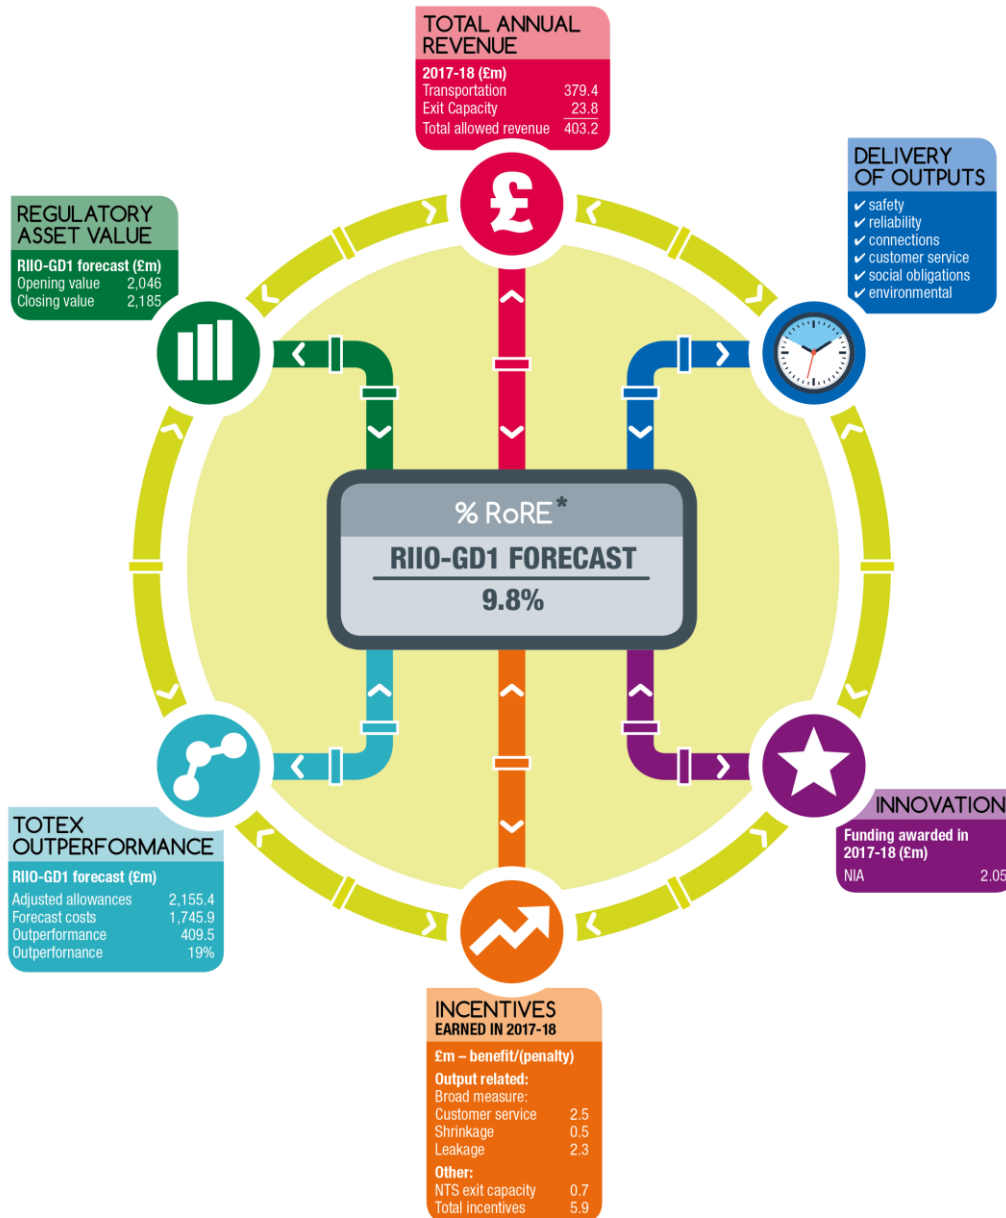 TOTAL ANNUAL
REVENUE
2017-18 (£m)
Transportation 379.4
Exit Capacity 23.8
Total allowed revenue 403.2
£
DELIVERY
OF OUTPUTS
✔ safety
✔ reliability
✔ connections
✔ customer service
✔ social obligations
✔ environmental
REGULATORY
ASSET VALUE
RIIO-GD1 forecast (£m)
Opening value 2,046
Closing value 2,185
% RoRE*
RIIO-GD1 FORECAST
9.8%
TOTEX
OUTPERFORMANCE
RIIO-GD1 forecast (£m)
Adjusted allowances 2,155.4
Forecast costs 1,745.9
Outperformance 409.5
Outperfornance 19%
INNOVATION
Funding awarded in
2017-18 (£m)
NIA 2.05
INCENTIVES
EARNED IN 2017-18
£m – benefit/(penalty)
Output related:
Broad measure:
Customer service 2.5
Shrinkage 0.5
Leakage 2.3
Other:
NTS exit capacity 0.7
Total incentives 5.9